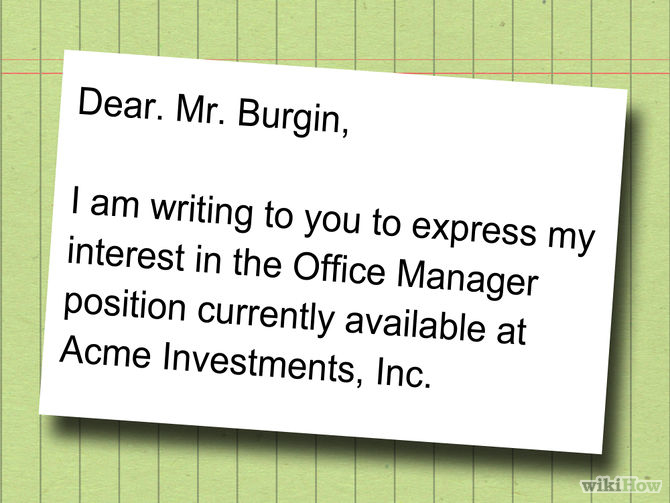 Dear. Mr. Burgin,
I am writing to you to express my
interest in the Office Manager
position currently available at
Acme Investments, Inc.
wikiHow